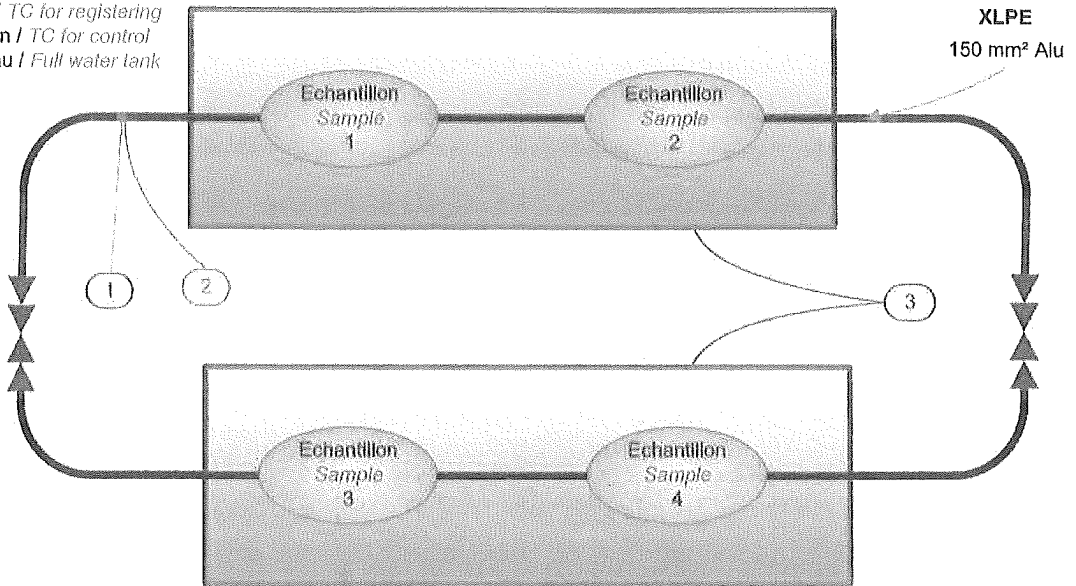 / TC for registering
n / TC for control
au / Full water tank
XLPE
150 mm² Alu
Echantillon
Sample
1
Echantillon
Sample
2
1
2
3
Echantillon
Sample
3
Echantillon
Sample
4